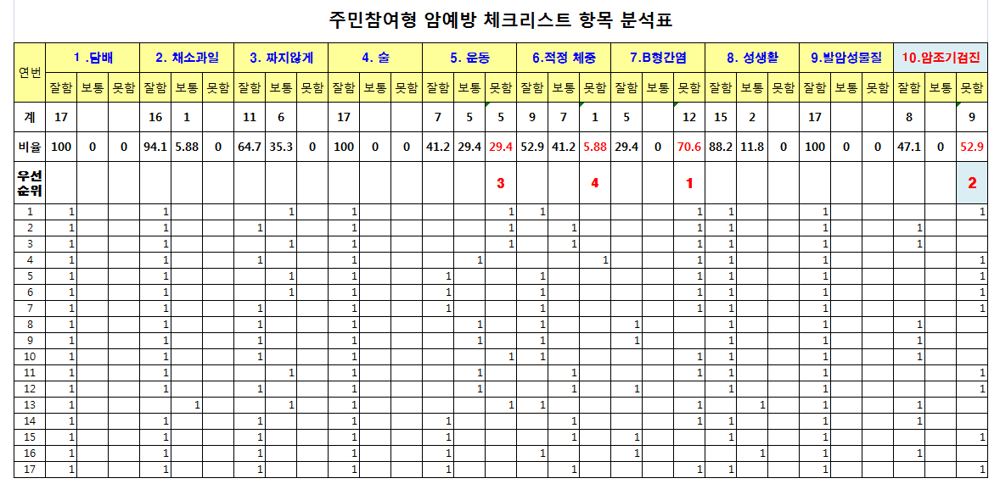 주민참여형 암예방 체크리스트 항목 분석표
연번 1 .담배 2. 채소과일 3. 짜지않게 4. 술 5. 운동 6.적정 체중 7.B형간염 8. 성생활 9.발암성물질 10.암조기검진
잘함 보통 못함 잘함 보통 못함 잘함 보통 못함 잘함 보통 못함 잘함 보통 못함 잘함 보통 못함 잘함 보통 못함 잘함 보통 못함 잘함 보통 못함 잘함 보통 못함
계 17 16 1 11 6 17 7 5 5 9 7 1 5 12 15 2 17 8 9
비율 100 0 0 94.1 5.88 0 64.7 35.3 0 100 0 0 41.2 29.4 29.4 52.9 41.2 5.88 29.4 0 70.6 88.2 11.8 0 100 0 0 47.1 0 52.9
우선
순위 3 4 1 2
1 1 1 1 1 1 1 1 1 1 1
2 1 1 1 1 1 1 1 1 1 1
3 1 1 1 1 1 1 1 1 1 1
4 1 1 1 1 1 1 1 1 1 1
5 1 1 1 1 1 1 1 1 1 1
6 1 1 1 1 1 1 1 1 1 1
7 1 1 1 1 1 1 1 1 1 1
8 1 1 1 1 1 1 1 1 1 1
9 1 1 1 1 1 1 1 1 1 1
10 1 1 1 1 1 1 1 1 1 1
11 1 1 1 1 1 1 1 1 1 1
12 1 1 1 1 1 1 1 1 1 1
13 1 1 1 1 1 1 1 1 1 1
14 1 1 1 1 1 1 1 1 1 1
15 1 1 1 1 1 1 1 1 1 1
16 1 1 1 1 1 1 1 1 1 1
17 1 1 1 1 1 1 1 1 1 1